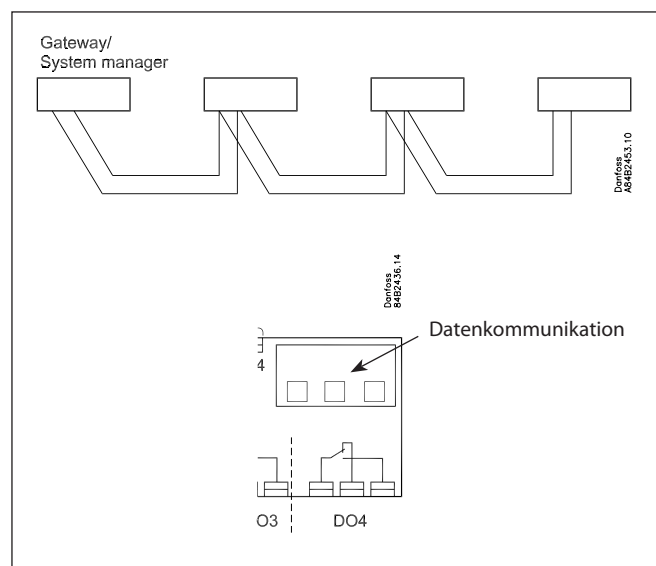 Gateway/
System manager
Danfoss
A84B2453.10
Danfoss
84B2436.14
Datenkommunikation
4
O3
DO4